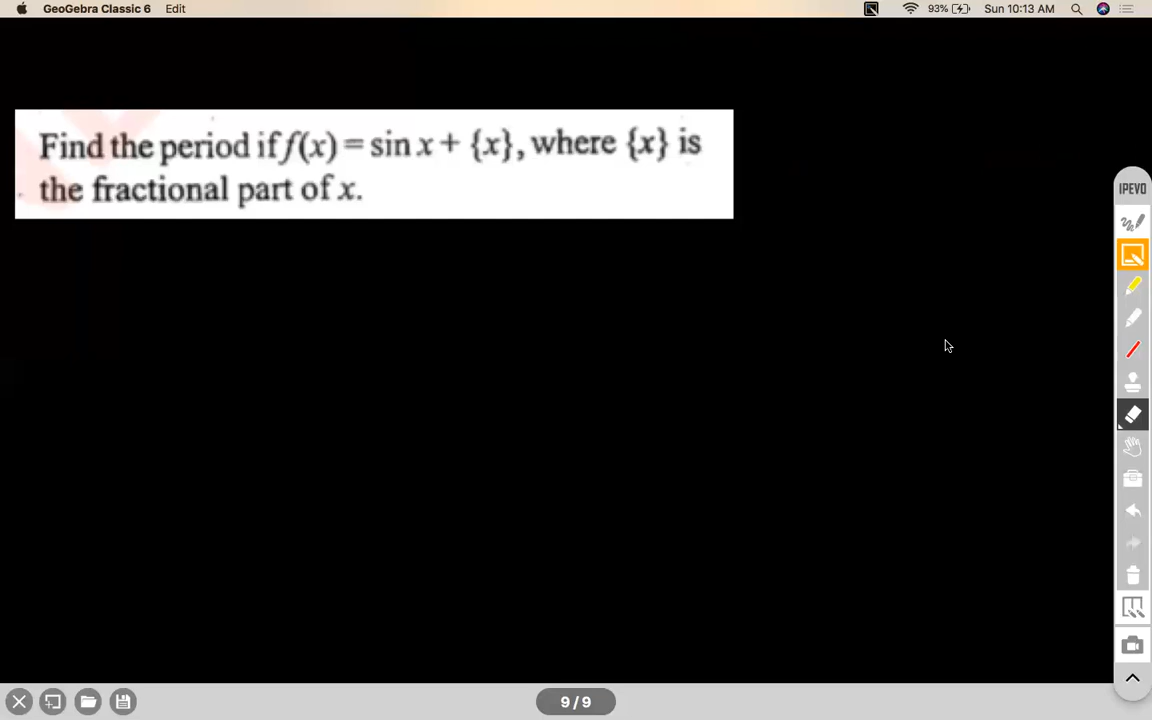 GeoGebra Classic 6 Edit 93% Sun 10:13 AM
Find the period if f(x) = sin x + {x}, where {x} is
the fractional part of x.
IPEVO
9 / 9